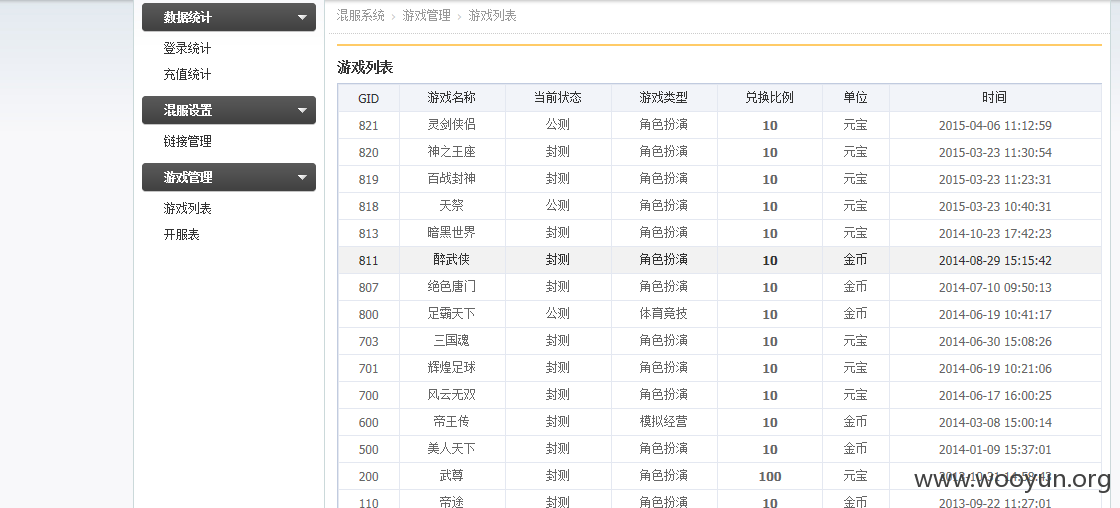 数据统计
登录统计
充值统计
混服设置
链接管理
游戏管理
游戏列表
开服表
混服系统 › 游戏管理 › 游戏列表
游戏列表
GID 游戏名称 当前状态 游戏类型 兑换比例 单位 时间
821 灵剑侠侣 公测 角色扮演 10 元宝 2015-04-06 11:12:59
820 神之王座 封测 角色扮演 10 元宝 2015-03-23 11:30:54
819 百战封神 封测 角色扮演 10 元宝 2015-03-23 11:23:31
818 天祭 公测 角色扮演 10 元宝 2015-03-23 10:40:31
813 暗黑世界 封测 角色扮演 10 元宝 2014-10-23 17:42:23
811 醉武侠 封测 角色扮演 10 金币 2014-08-29 15:15:42
807 绝色唐门 封测 角色扮演 10 金币 2014-07-10 09:50:13
800 足霸天下 公测 体育竞技 10 金币 2014-06-19 10:41:17
703 三国魂 封测 角色扮演 10 元宝 2014-06-30 15:08:26
701 辉煌足球 封测 角色扮演 10 元宝 2014-06-19 10:21:06
700 风云无双 封测 角色扮演 10 元宝 2014-06-17 16:00:25
600 帝王传 封测 模拟经营 10 金币 2014-03-08 15:00:14
500 美人天下 封测 角色扮演 10 金币 2014-01-09 15:37:01
200 武尊 封测 角色扮演 100 元宝 2013-10-31 14:58:43
110 帝途 封测 角色扮演 10 金币 2013-09-22 11:27:01
www.wooyun.org